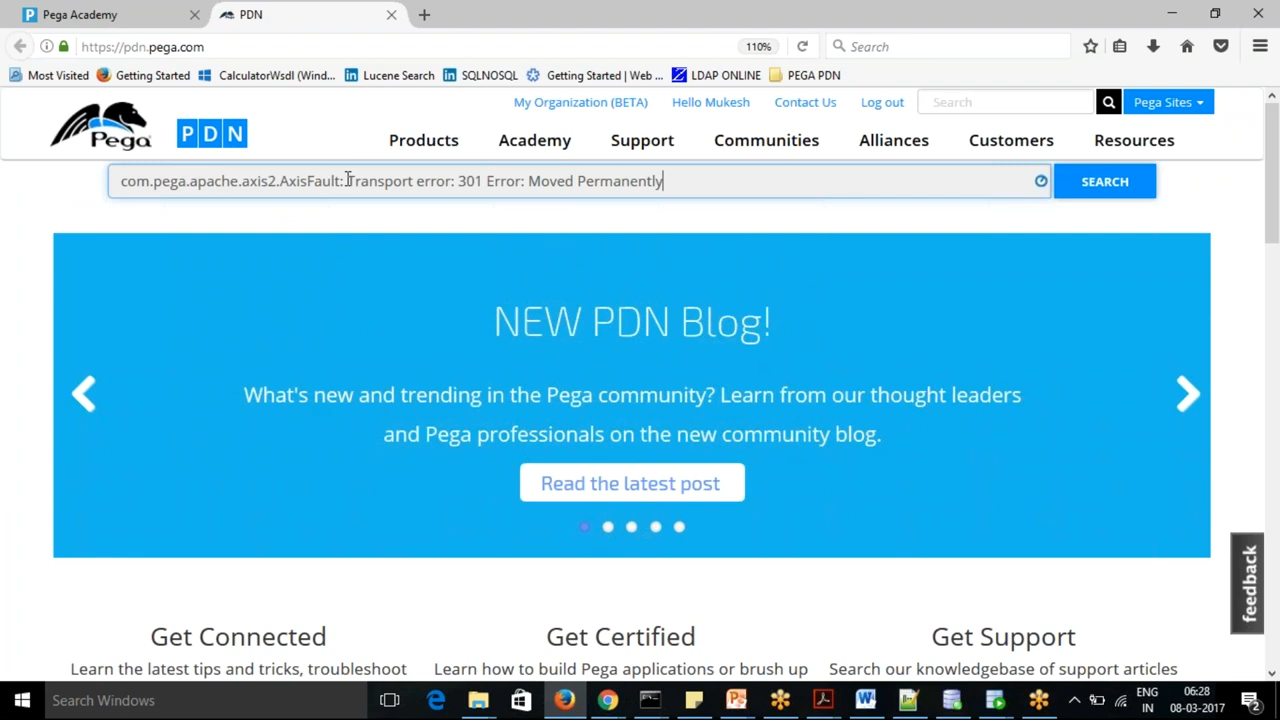 Pega Academy
PDN
https://pdn.pega.com
110%
Search
Most Visited
Getting Started
CalculatorWsdl (Wind...
Lucene Search
SQLNOSQL
Getting Started | Web ...
LDAP ONLINE
PEGA PDN
My Organization (BETA)
Hello Mukesh
Contact Us
Log out
Search
Pega Sites
Pega
PDN
Products
Academy
Support
Communities
Alliances
Customers
Resources
com.pega.apache.axis2.AxisFault: Transport error: 301 Error: Moved Permanently
SEARCH
NEW PDN Blog!
What's new and trending in the Pega community? Learn from our thought leaders
and Pega professionals on the new community blog.
Read the latest post
feedback
Get Connected
Get Certified
Get Support
Learn the latest tips and tricks, troubleshoot
Learn how to build Pega applications or brush up
Search our knowledgebase of support articles
Search Windows
ENG
IN
06:28
08-03-2017
2